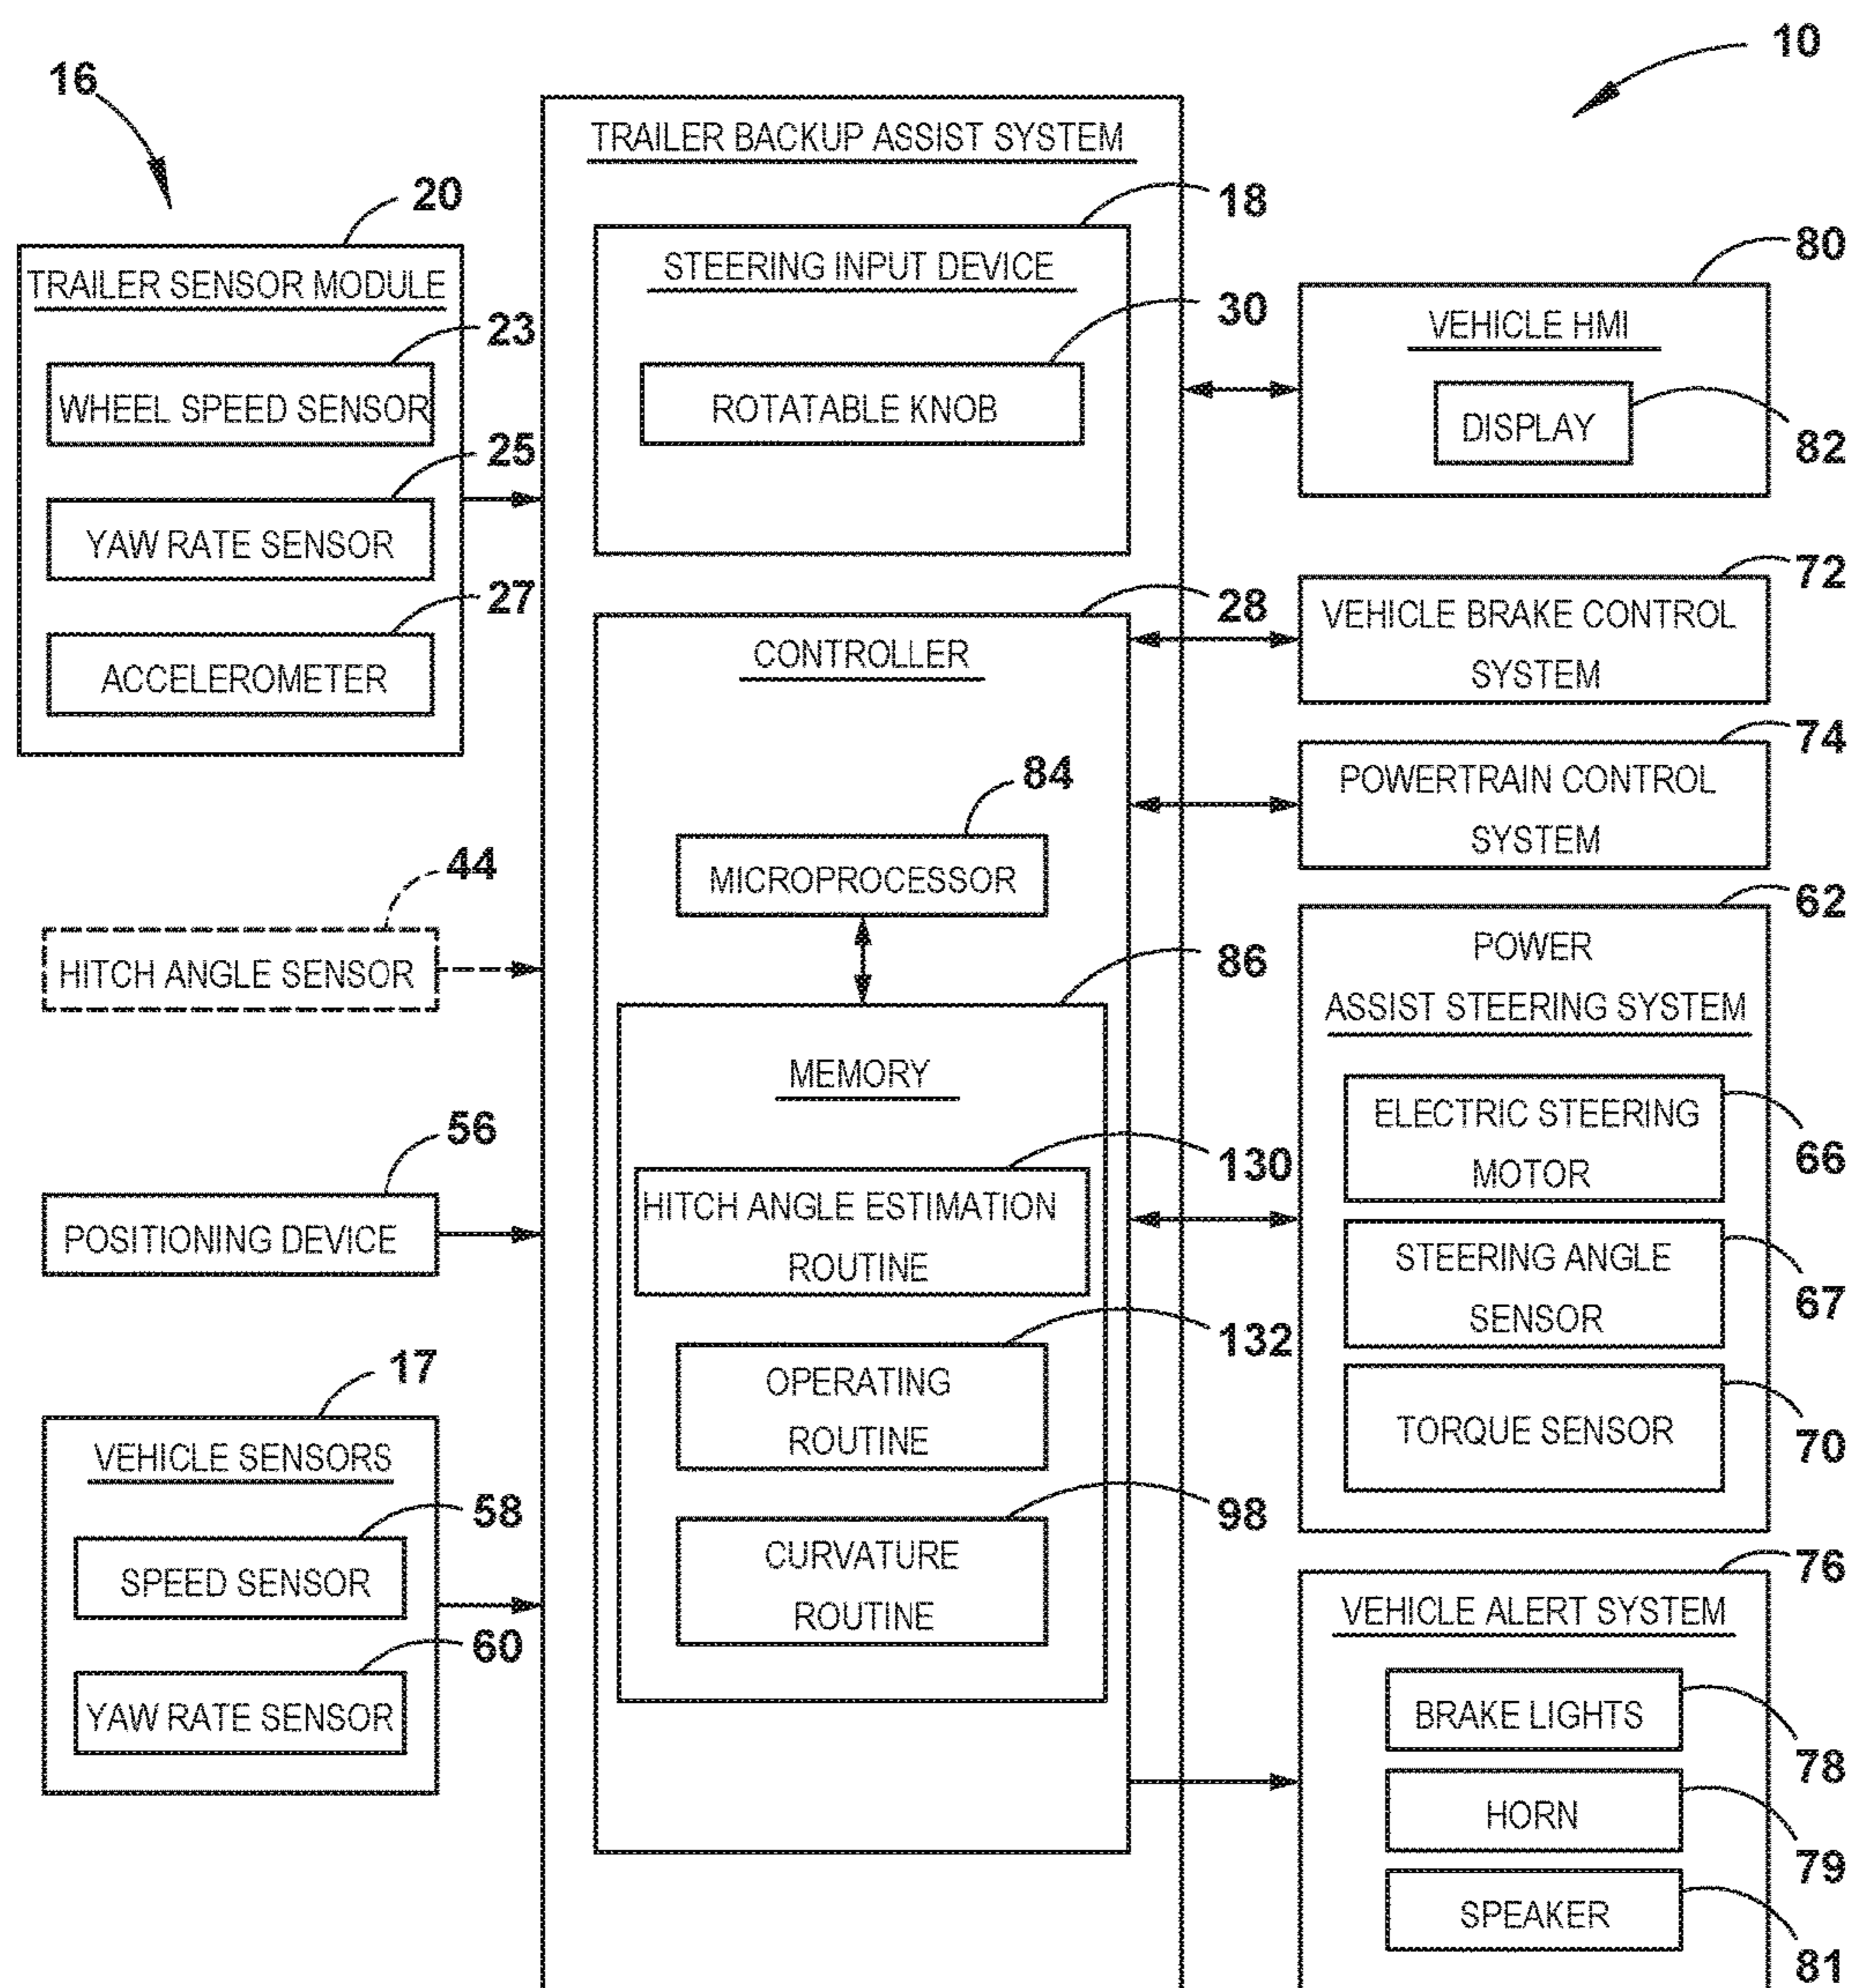 10
16
TRAILER BACKUP ASSIST SYSTEM
20
TRAILER SENSOR MODULE
23
WHEEL SPEED SENSOR
25
YAW RATE SENSOR
27
ACCELEROMETER
44
HITCH ANGLE SENSOR
56
POSITIONING DEVICE
17
VEHICLE SENSORS
58
SPEED SENSOR
60
YAW RATE SENSOR
18
STEERING INPUT DEVICE
30
ROTATABLE KNOB
28
CONTROLLER
84
MICROPROCESSOR
86
MEMORY
130
HITCH ANGLE ESTIMATION
ROUTINE
132
OPERATING
ROUTINE
98
CURVATURE
ROUTINE
80
VEHICLE HMI
DISPLAY
82
72
VEHICLE BRAKE CONTROL
SYSTEM
74
POWERTRAIN CONTROL
SYSTEM
62
POWER
ASSIST STEERING SYSTEM
ELECTRIC STEERING
MOTOR
66
STEERING ANGLE
SENSOR
67
TORQUE SENSOR
70
76
VEHICLE ALERT SYSTEM
BRAKE LIGHTS
78
HORN
79
SPEAKER
81